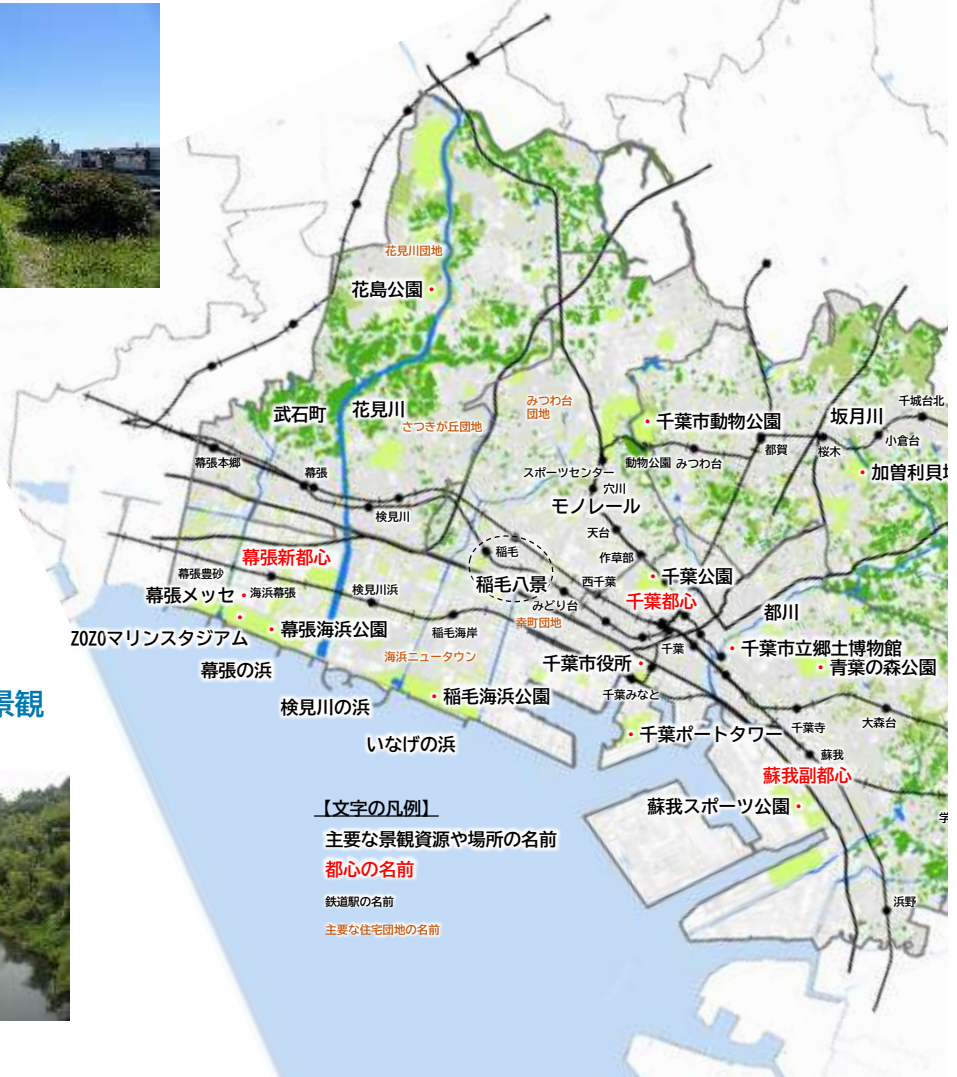 花見川団地
花島公園
みつわ台
団地
武石町
花見川
さつきが丘団地
千葉市動物公園
坂月川
千城台北
小倉台
幕張本郷
幕張
スポーツセンター
動物公園
みつわ台
都賀
桜木
加曽利貝
穴川
検見川
モノレール
天台
作草部
幕張新都心
稲毛
稲毛八景
西千葉
千葉公園
幕張豊砂
海浜幕張
検見川浜
幕張メッセ
みどり台
千葉都心
都川
ZOZOマリンスタジアム
幕張海浜公園
稲毛海岸
幸町団地
千葉
千葉市立郷土博物館
幕張の浜
海浜ニュータウン
千葉市役所
青葉の森公園
景観
検見川の浜
稲毛海浜公園
千葉みなと
千葉寺
大森台
いなげの浜
千葉ポートタワー
蘇我
蘇我副都心
蘇我スポーツ公園
【文字の凡例】
主要な景観資源や場所の名前
都心の名前
鉄道駅の名前
主要な住宅団地の名前
浜野